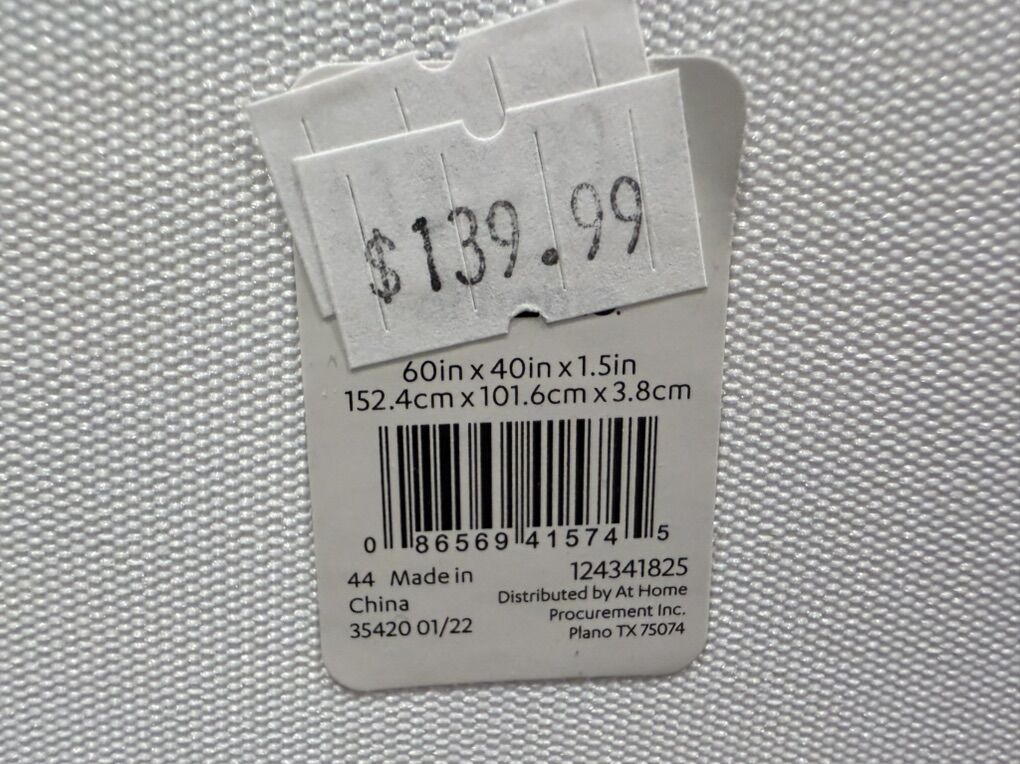 $139.99
60in x 40in x 1.5in
152.4cm x 101.6cm x 3.8cm
0 86569 41574 5
44 Made in
China
35420 01/22
124341825
Distributed by At Home
Procurement Inc.
Plano TX 75074